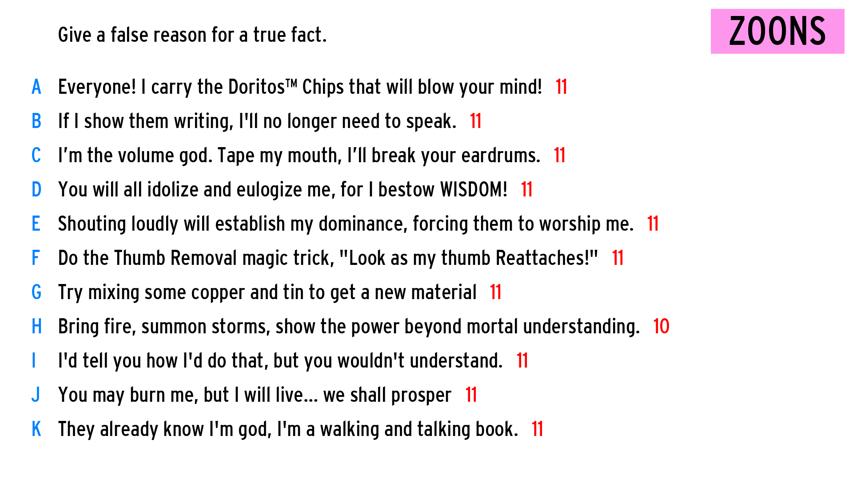 Give a false reason for a true fact.
ZOONS
A Everyone! I carry the Doritos™ Chips that will blow your mind! 11
B If I show them writing, I'll no longer need to speak. 11
C I’m the volume god. Tape my mouth, I’ll break your eardrums. 11
D You will all idolize and eulogize me, for I bestow WISDOM! 11
E Shouting loudly will establish my dominance, forcing them to worship me. 11
F Do the Thumb Removal magic trick, "Look as my thumb Reattaches!" 11
G Try mixing some copper and tin to get a new material 11
H Bring fire, summon storms, show the power beyond mortal understanding. 10
I I'd tell you how I'd do that, but you wouldn't understand. 11
J You may burn me, but I will live... we shall prosper 11
K They already know I'm god, I'm a walking and talking book. 11